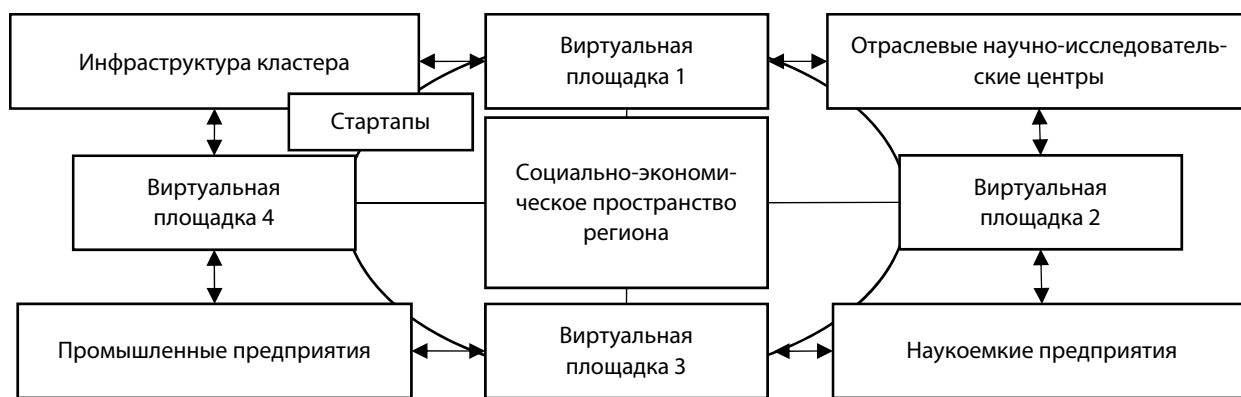 Инфраструктура кластера
Виртуальная
площадка 1
Отраслевые научно-исследователь-
ские центры
Стартапы
Виртуальная
площадка 4
Социально-экономи-
ческое пространство
региона
Виртуальная
площадка 2
Промышленные предприятия
Виртуальная
площадка 3
Наукоемкие предприятия